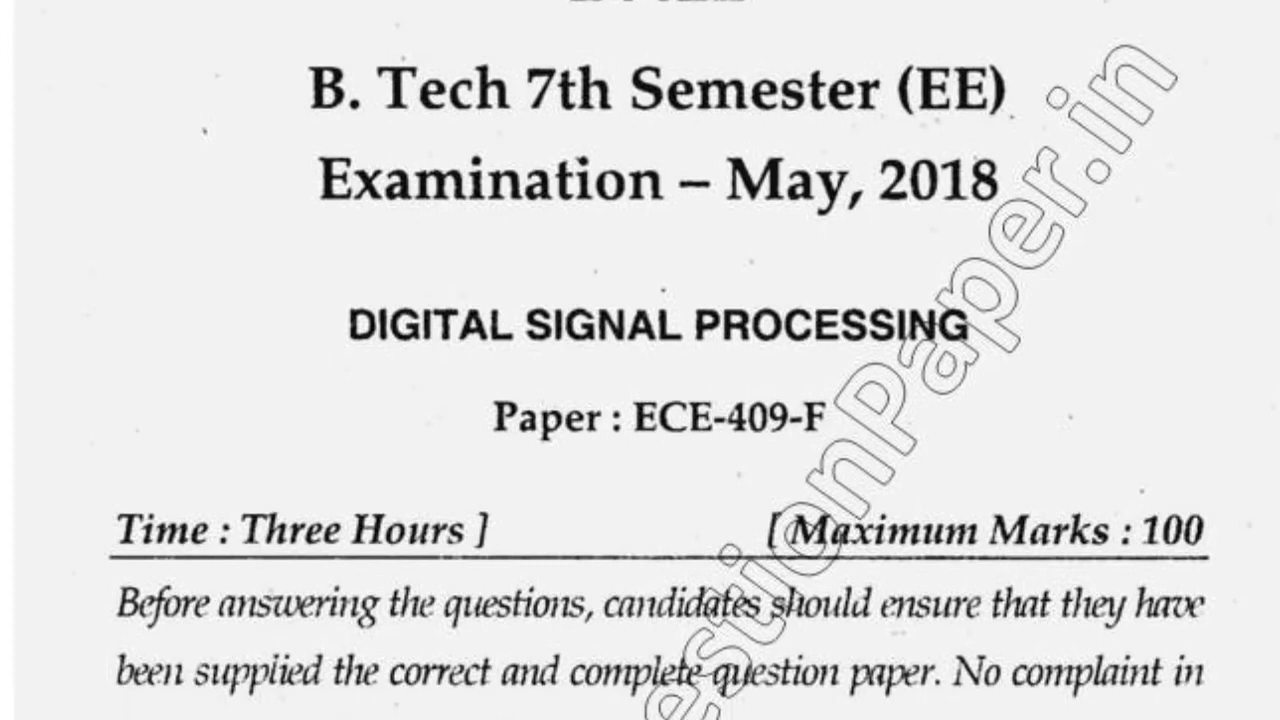 B. Tech 7th Semester (EE)
Examination – May, 2018
DIGITAL SIGNAL PROCESSING
Paper : ECE-409-F
Time : Three Hours ]	[ Maximum Marks : 100
Before answering the questions, candidates should ensure that they have
been supplied the correct and complete question paper. No complaint in
estionPaper.in